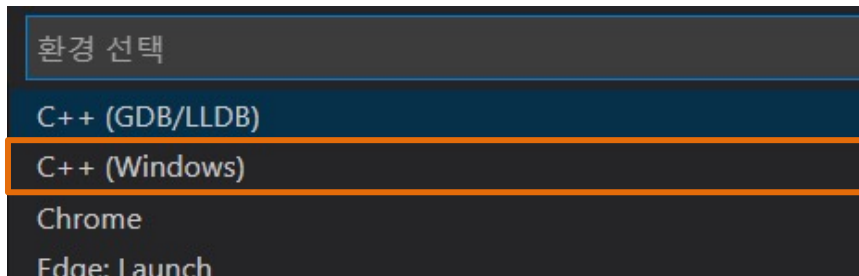 환경 선택
C++ (GDB/LLDB)
C++ (Windows)
Chrome
Edge: Launch